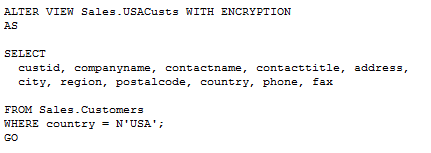 ALTER VIEW Sales.USACusts WITH ENCRYPTION
AS
SELECT
custid, companyname, contactname, contacttitle, address,
city, region, postalcode, country, phone, fax
FROM Sales.Customers
WHERE country = N'USA';
GO